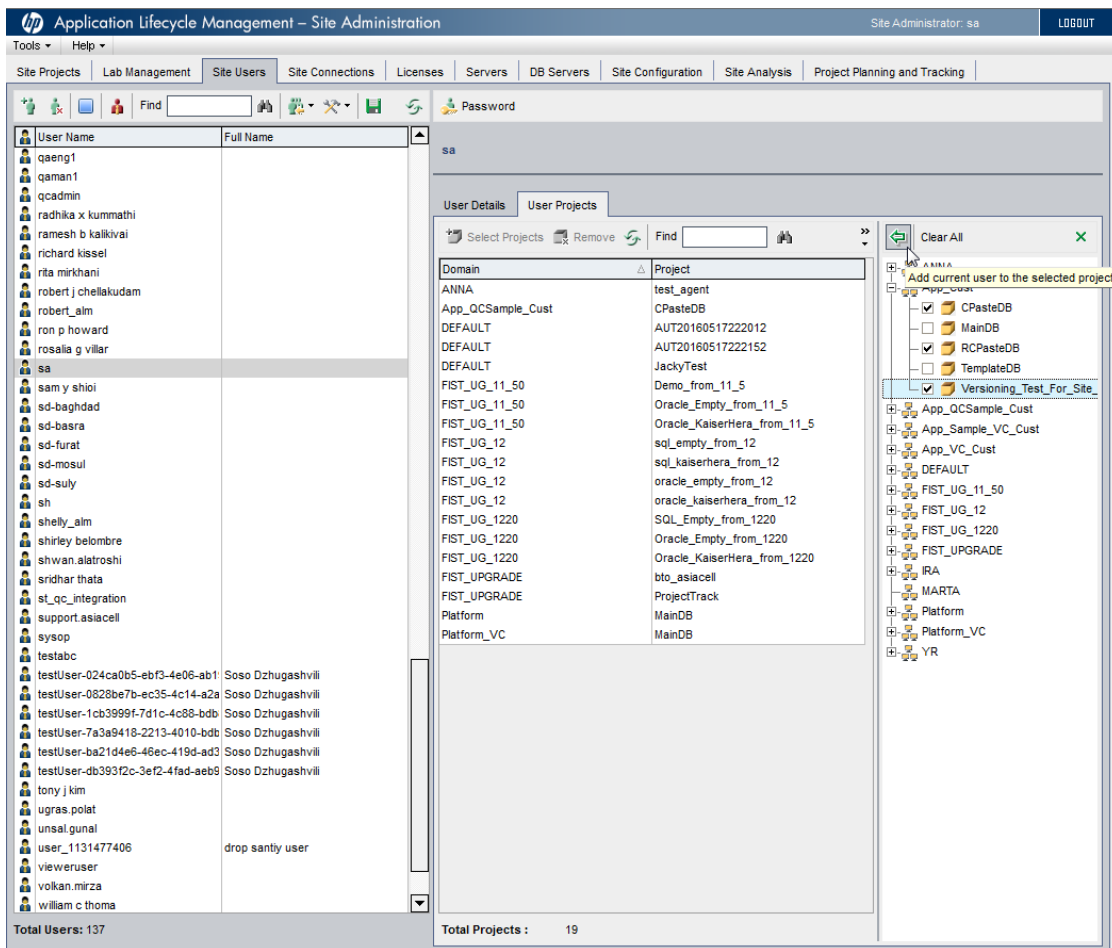 hp Application Lifecycle Management – Site Administration Site Administrator: sa LOGOUT
Tools Help
Site Projects Lab Management Site Users Site Connections Licenses Servers DB Servers Site Configuration Site Analysis Project Planning and Tracking
Find Password
User Name Full Name
qaeng1
qaman1
qcadmin
radhika x kummathi
ramesh b kalikivai
richard kissel
rita mirkhani
robert j chellakudam
robert_alm
ron p howard
rosalia g villar
sa
sam y shioi
sd-baghdad
sd-basra
sd-furat
sd-mosul
sd-suly
sh
shelly_alm
shirley belombre
shwan.alatroshi
sridhar thata
st_qc_integration
support.asiacell
sysop
testabc
testUser-024ca0b5-ebf3-4e06-ab1 Soso Dzhugashvili
testUser-0828be7b-ec35-4c14-a2a Soso Dzhugashvili
testUser-1cb3999f-7d1c-4c88-bdb Soso Dzhugashvili
testUser-7a3a9418-2213-4010-bdb Soso Dzhugashvili
testUser-ba21d4e6-46ec-419d-ad3 Soso Dzhugashvili
testUser-db393f2c-3ef2-4fad-aeb9 Soso Dzhugashvili
tony j kim
ugras.polat
unsal.gunal
user_1131477406 drop santiy user
vieweruser
volkan.mirza
william c thoma
Total Users: 137
sa
User Details User Projects
Select Projects Remove Find
Domain Project
ANNA test_agent
App_QCSample_Cust CPasteDB
DEFAULT AUT20160517222012
DEFAULT AUT20160517222152
DEFAULT JackyTest
FIST_UG_11_50 Demo_from_11_5
FIST_UG_11_50 Oracle_Empty_from_11_5
FIST_UG_11_50 Oracle_KaiserHera_from_11_5
FIST_UG_12 sql_empty_from_12
FIST_UG_12 sql_kaiserhera_from_12
FIST_UG_12 oracle_empty_from_12
FIST_UG_12 oracle_kaiserhera_from_12
FIST_UG_1220 SQL_Empty_from_1220
FIST_UG_1220 Oracle_Empty_from_1220
FIST_UG_1220 Oracle_KaiserHera_from_1220
FIST_UPGRADE bto_asiacell
FIST_UPGRADE ProjectTrack
Platform MainDB
Platform_VC MainDB
Total Projects : 19
Clear All
ANNA
Add current user to the selected project
App_Cust
CPasteDB
MainDB
RCPasteDB
TemplateDB
Versioning_Test_For_Site_
App_QCSample_Cust
App_Sample_VC_Cust
App_VC_Cust
DEFAULT
FIST_UG_11_50
FIST_UG_12
FIST_UG_1220
FIST_UPGRADE
IRA
MARTA
Platform
Platform_VC
YR